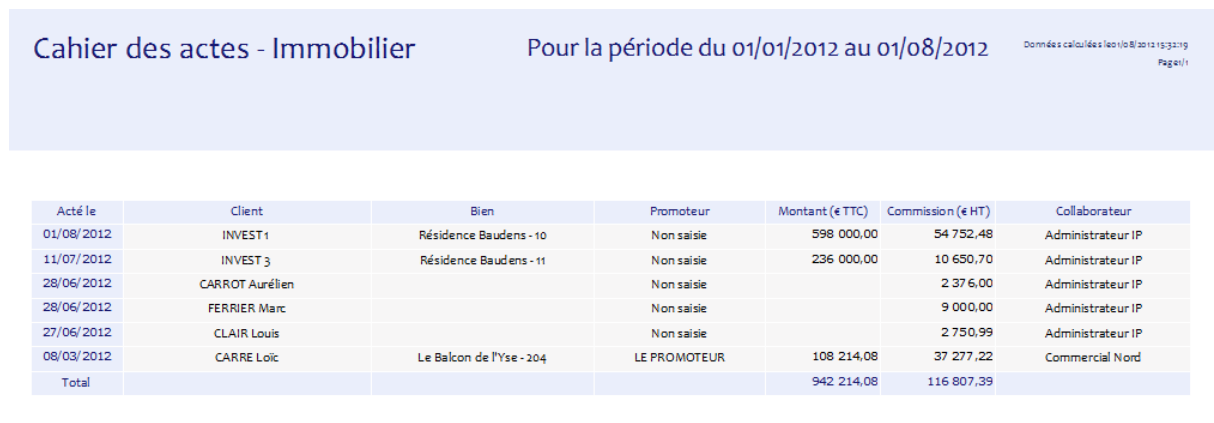 Cahier des actes - Immobilier Pour la période du 01/01/2012 au 01/08/2012 Données calculées le01/08/2012 15:32:19
Page1/1
Acté le Client Bien Promoteur Montant (€ TTC) Commission (€ HT) Collaborateur
01/08/2012 INVEST1 Résidence Baudens - 10 Non saisie 598 000,00 54 752,48 Administrateur IP
11/07/2012 INVEST 3 Résidence Baudens - 11 Non saisie 236 000,00 10 650,70 Administrateur IP
28/06/2012 CARROT Aurélien Non saisie 2 376,00 Administrateur IP
28/06/2012 FERRIER Marc Non saisie 9 000,00 Administrateur IP
27/06/2012 CLAIR Louis Non saisie 2 750,99 Administrateur IP
08/03/2012 CARRE Loïc Le Balcon de l'Yse - 204 LE PROMOTEUR 108 214,08 37 277,22 Commercial Nord
Total 942 214,08 116 807,39